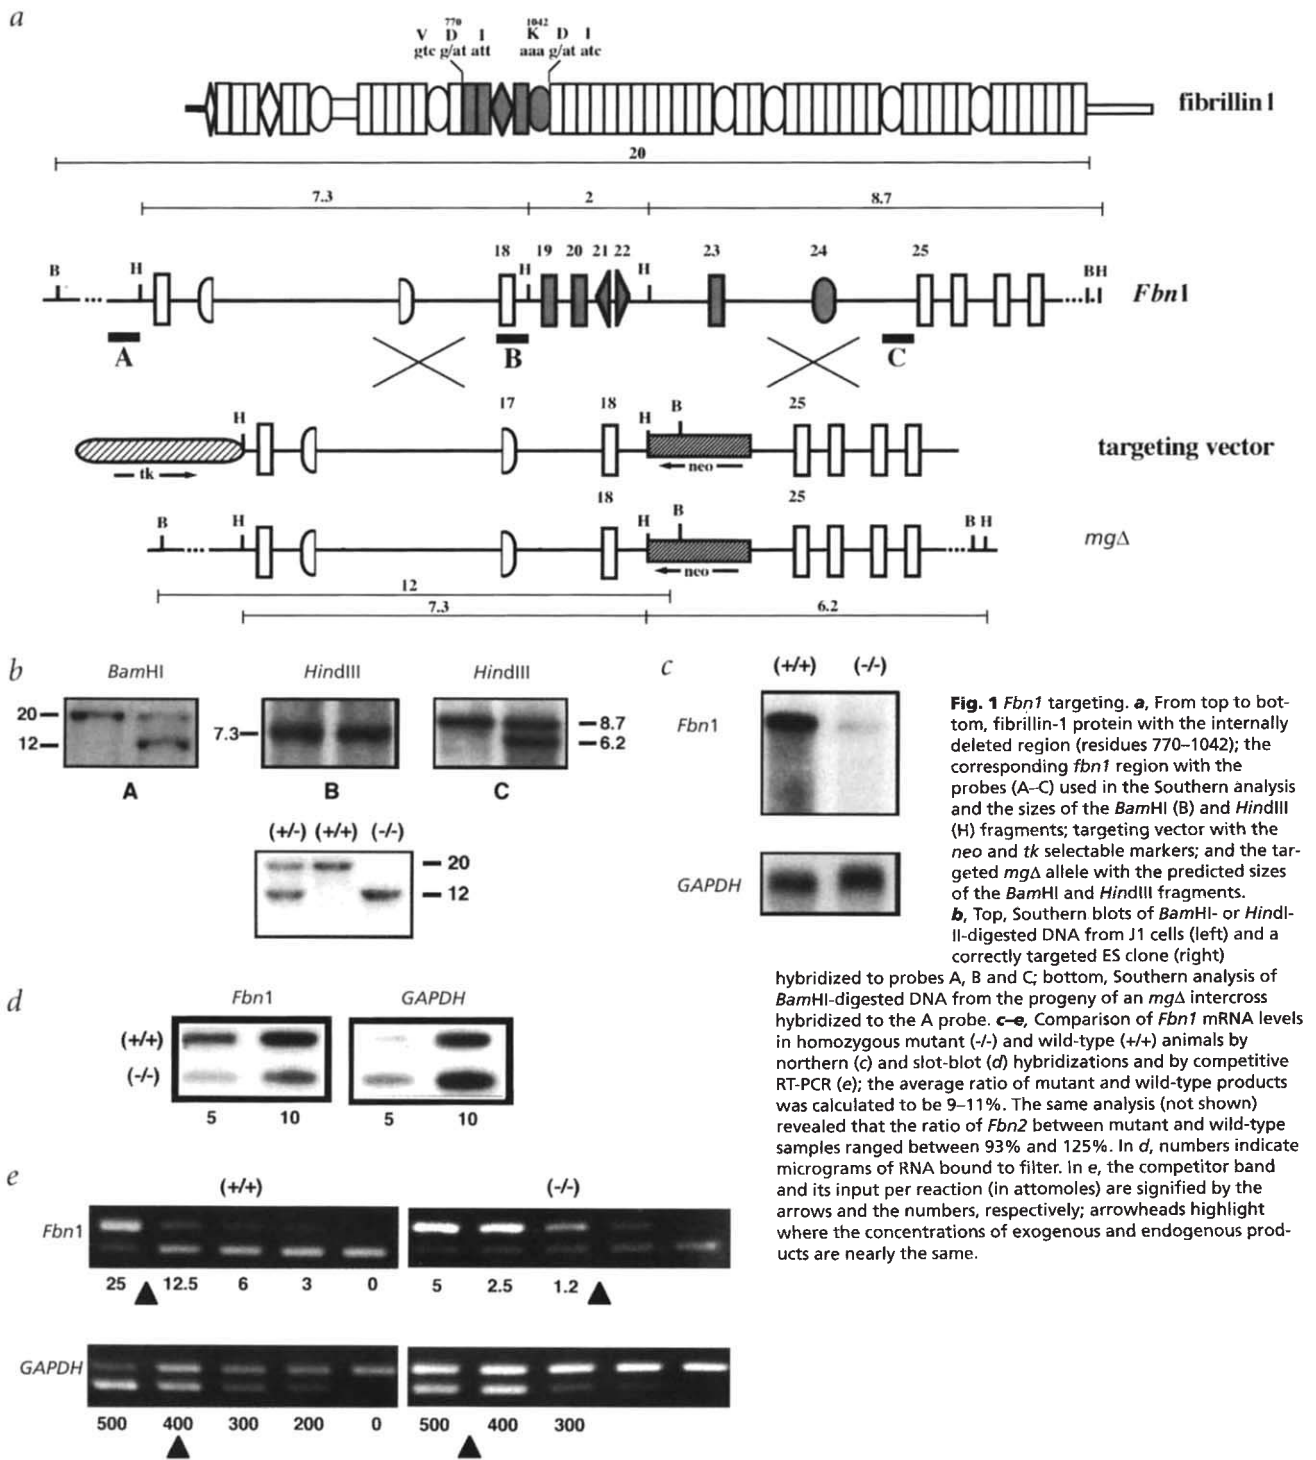 a
770 1042
V D I K D I
gtc g/at att aaa g/at atc
fibrillin 1
20
7.3 2 8.7
18 19 20 21 22 23 24 25
B H H H BH
Fbn1
A B C
17 18 25
H H B
tk neo
targeting vector
18 25
B H H B B H
neo
mgΔ
12
7.3 6.2
b
BamHI HindIII HindIII
20
12
7.3
8.7
6.2
A B C
(+/-) (+/+) (-/-)
20
12
c
(+/+) (-/-)
Fbn1
GAPDH
Fig. 1 Fbn1 targeting. a, From top to bot-
tom, fibrillin-1 protein with the internally
deleted region (residues 770–1042); the
corresponding fbn1 region with the
probes (A–C) used in the Southern analysis
and the sizes of the BamHI (B) and HindIII
(H) fragments; targeting vector with the
neo and tk selectable markers; and the tar-
geted mgΔ allele with the predicted sizes
of the BamHI and HindIII fragments.
b, Top, Southern blots of BamHI- or HindI-
II-digested DNA from J1 cells (left) and a
correctly targeted ES clone (right)
hybridized to probes A, B and C; bottom, Southern analysis of
BamHI-digested DNA from the progeny of an mgΔ intercross
hybridized to the A probe. c–e, Comparison of Fbn1 mRNA levels
in homozygous mutant (-/-) and wild-type (+/+) animals by
northern (c) and slot-blot (d) hybridizations and by competitive
RT-PCR (e); the average ratio of mutant and wild-type products
was calculated to be 9–11%. The same analysis (not shown)
revealed that the ratio of Fbn2 between mutant and wild-type
samples ranged between 93% and 125%. In d, numbers indicate
micrograms of RNA bound to filter. In e, the competitor band
and its input per reaction (in attomoles) are signified by the
arrows and the numbers, respectively; arrowheads highlight
where the concentrations of exogenous and endogenous prod-
ucts are nearly the same.
d
Fbn1 GAPDH
(+/+)
(-/-)
5 10 5 10
e
(+/+) (-/-)
Fbn1
25 12.5 6 3 0 5 2.5 1.2
GAPDH
500 400 300 200 0 500 400 300